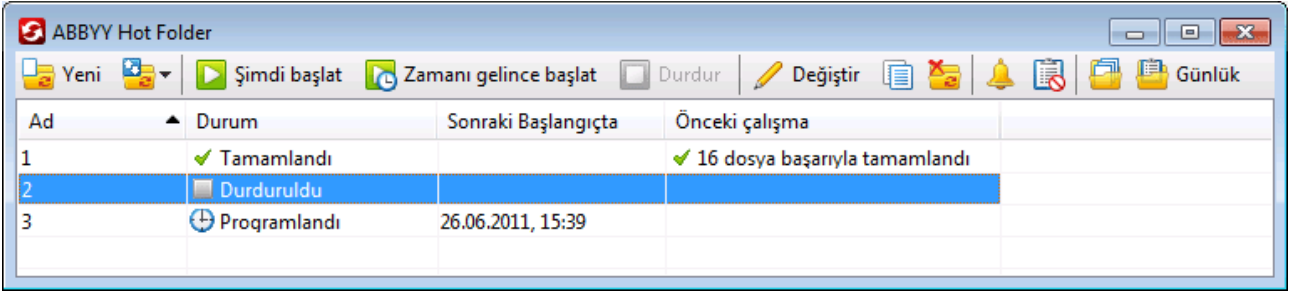 ABBYY Hot Folder
Yeni Şimdi başlat Zamanı gelince başlat Durdur Değiştir Günlük
Ad Durum Sonraki Başlangıçta Önceki çalışma
1 Tamamlandı 16 dosya başarıyla tamamlandı
2 Durduruldu
3 Programlandı 26.06.2011, 15:39